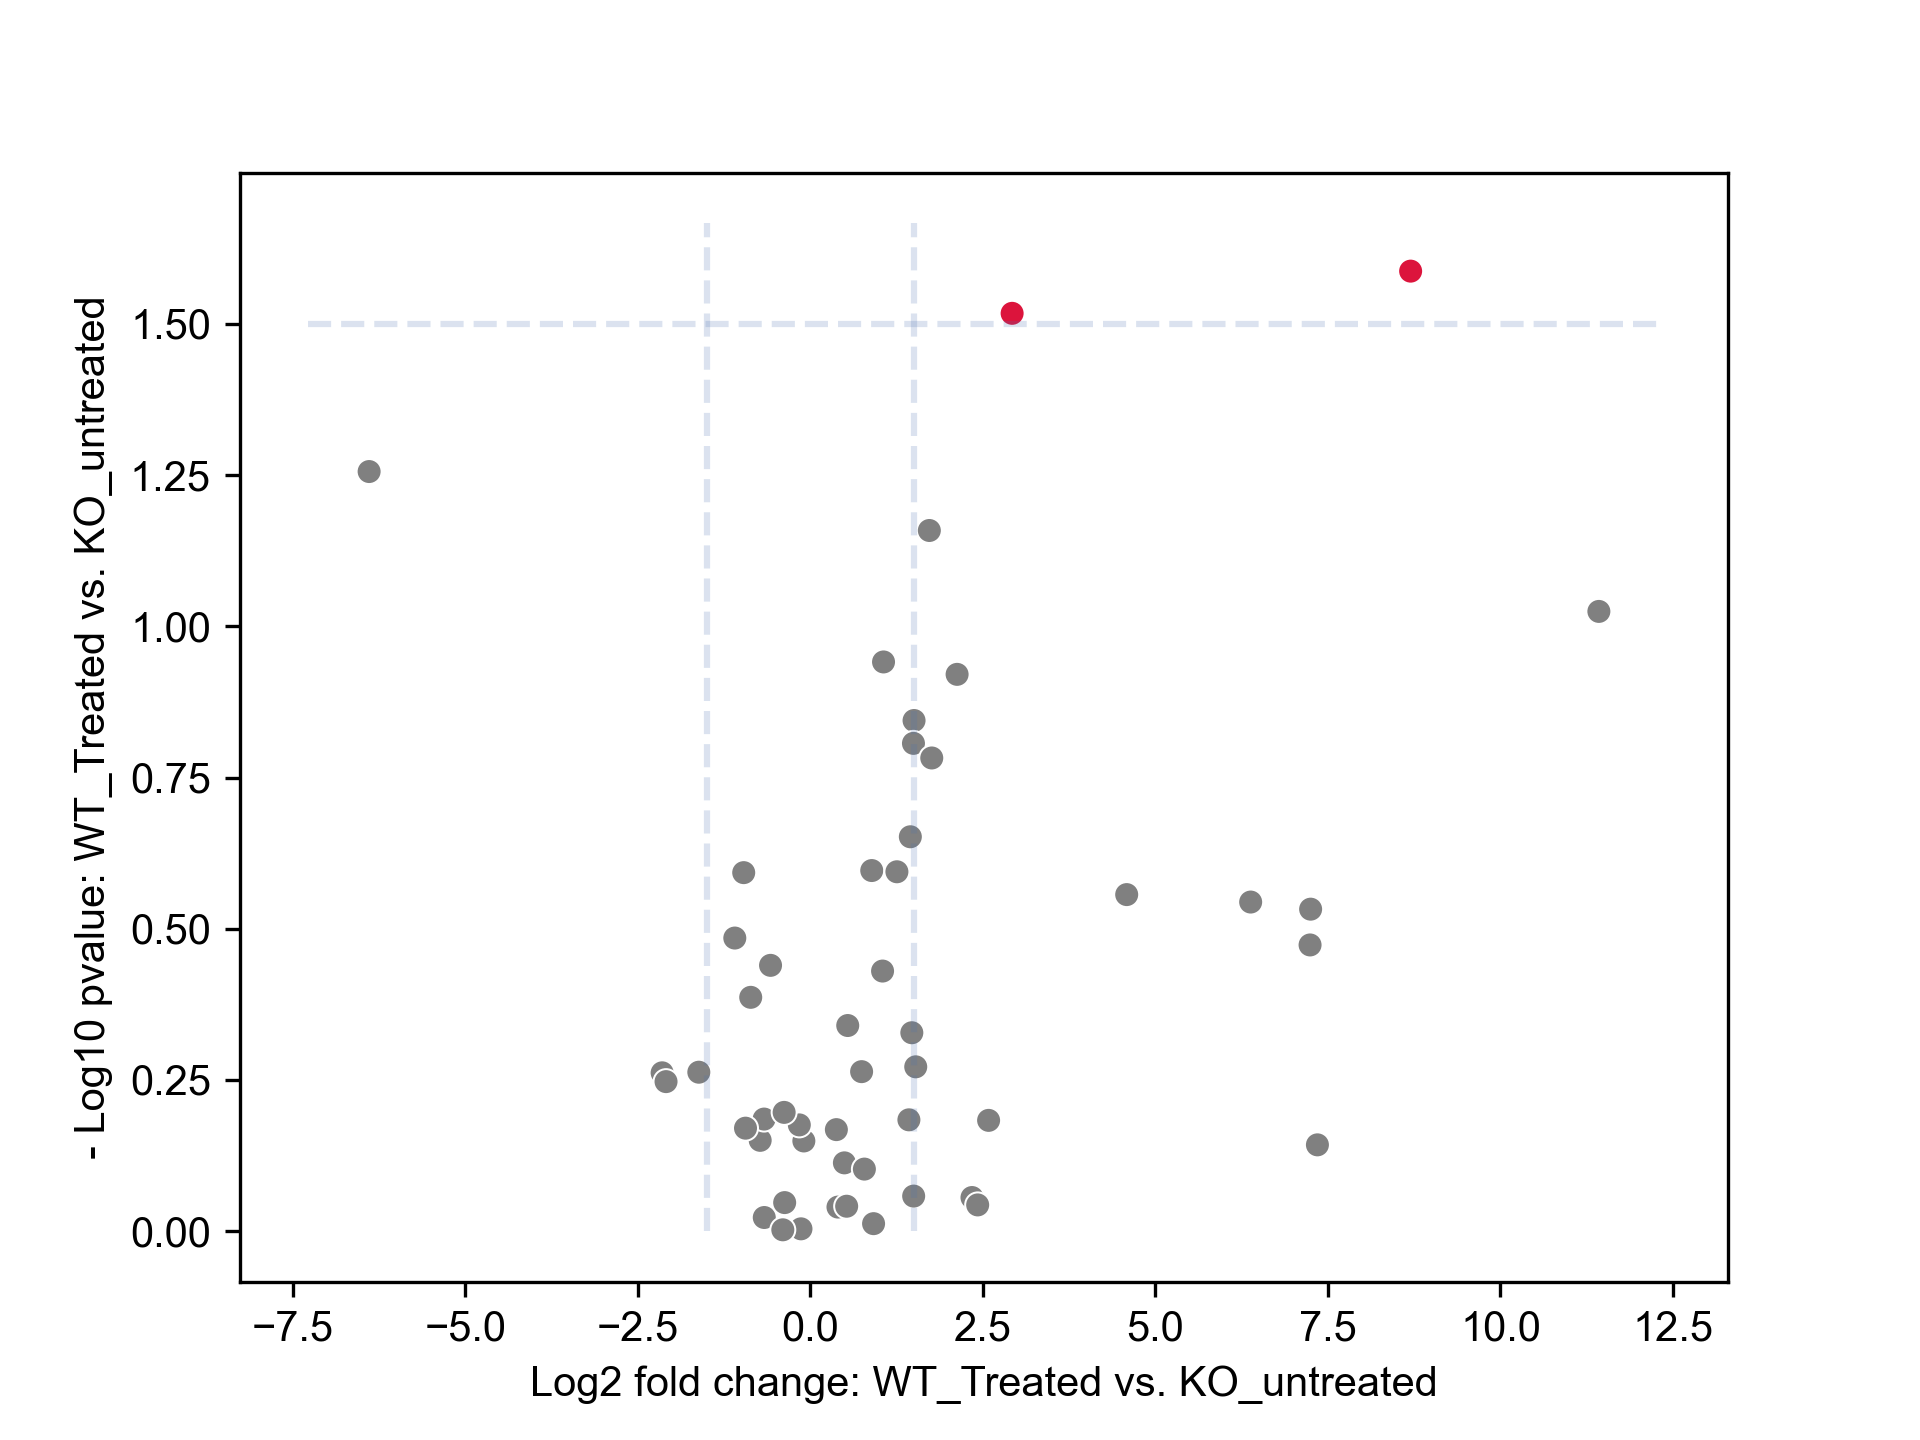 - Log10 pvalue: WT_Treated vs. KO_untreated
1.50
1.25
1.00
0.75
0.50
0.25
0.00
−7.5 −5.0 −2.5 0.0 2.5 5.0 7.5 10.0 12.5
Log2 fold change: WT_Treated vs. KO_untreated